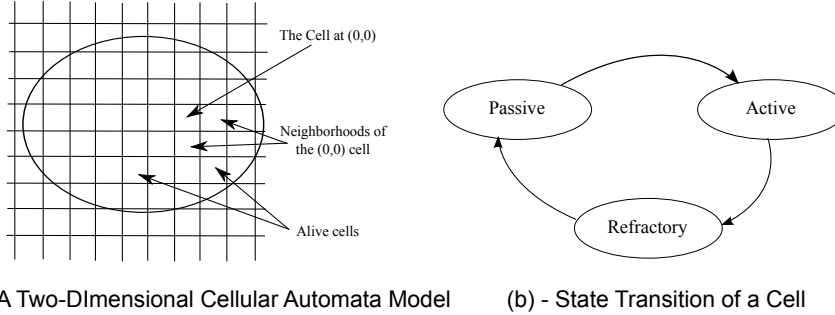 The Cell at (0,0)
Neighborhoods of
the (0,0) cell
Alive cells
Passive
Active
Refractory
A Two-DImensional Cellular Automata Model
(b) - State Transition of a Cell